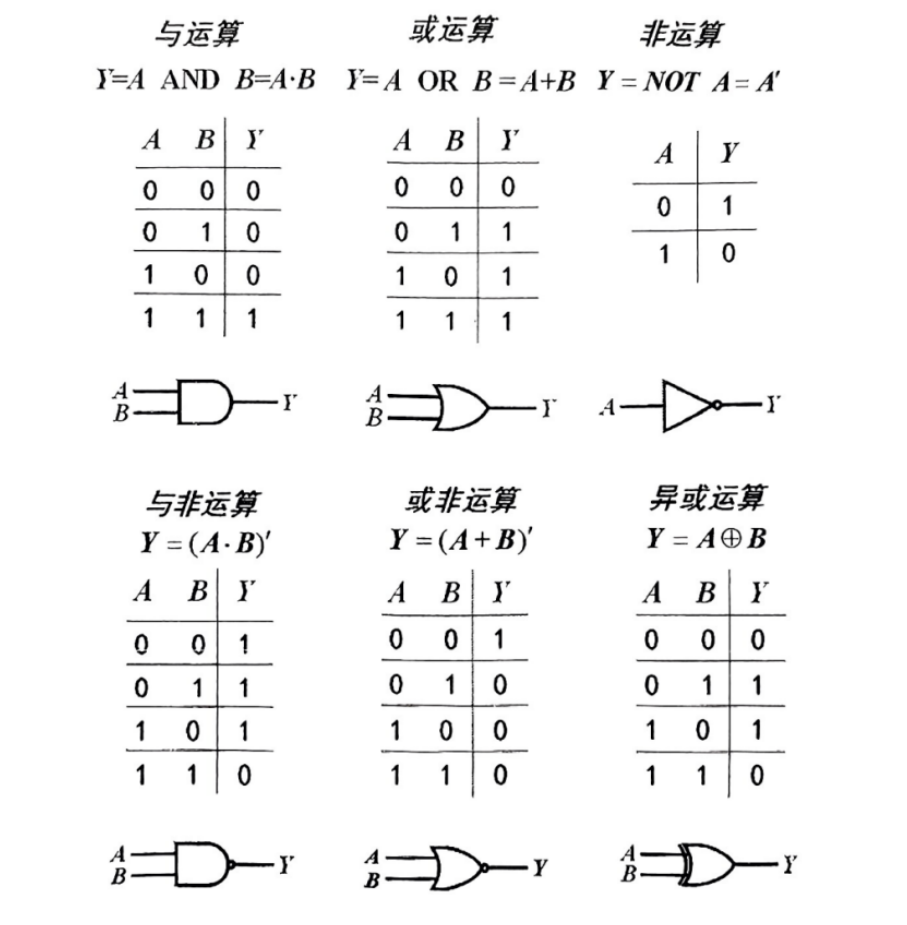 与运算
Y=A AND B=A·B
A B Y
0 0 0
0 1 0
1 0 0
1 1 1
A
B
Y
或运算
Y=A OR B=A+B
A B Y
0 0 0
0 1 1
1 0 1
1 1 1
A
B
Y
非运算
Y=NOT A=A′
A Y
0 1
1 0
A
Y
与非运算
Y=(A·B)′
A B Y
0 0 1
0 1 1
1 0 1
1 1 0
A
B
Y
或非运算
Y=(A+B)′
A B Y
0 0 1
0 1 0
1 0 0
1 1 0
A
B
Y
异或运算
Y=A⊕B
A B Y
0 0 0
0 1 1
1 0 1
1 1 0
A
B
Y